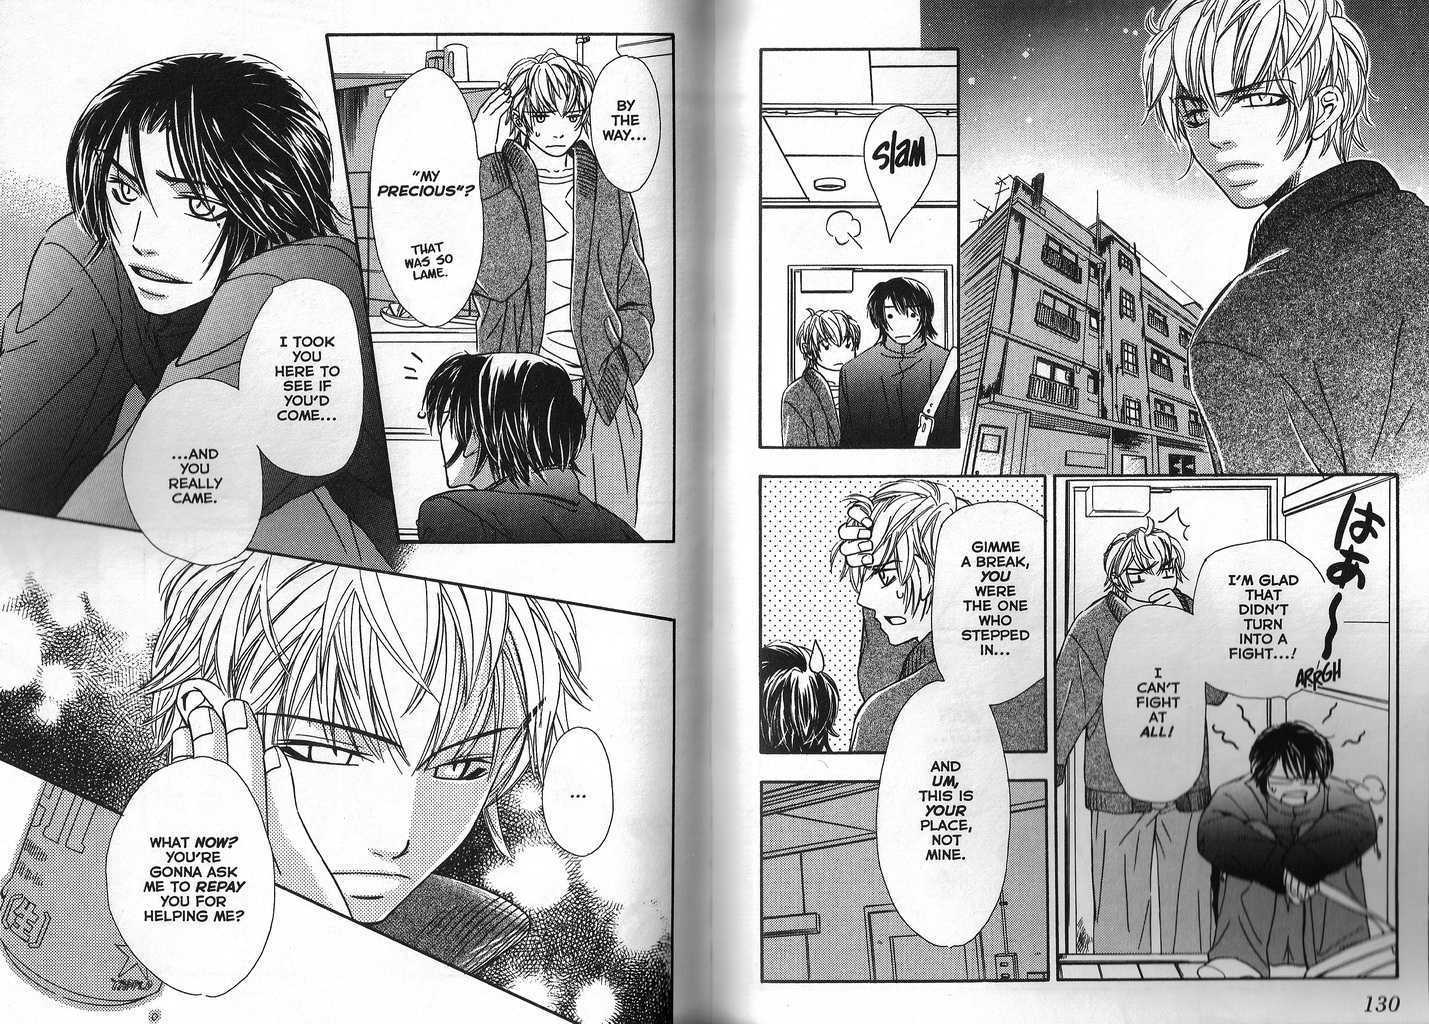 slam
はあ〜
I'M GLAD
THAT
DIDN'T
TURN
INTO A
FIGHT...!
ARRGH
I
CAN'T
FIGHT
AT
ALL!
GIMME
A BREAK,
YOU
WERE
THE ONE
WHO
STEPPED
IN...
AND
UM,
THIS IS
YOUR
PLACE,
NOT
MINE.
130
BY
THE
WAY...
"MY
PRECIOUS"?
THAT
WAS SO
LAME.
I TOOK
YOU
HERE TO
SEE IF
YOU'D
COME...
...AND
YOU
REALLY
CAME.
...
WHAT NOW?
YOU'RE
GONNA ASK
ME TO REPAY
YOU FOR
HELPING ME?